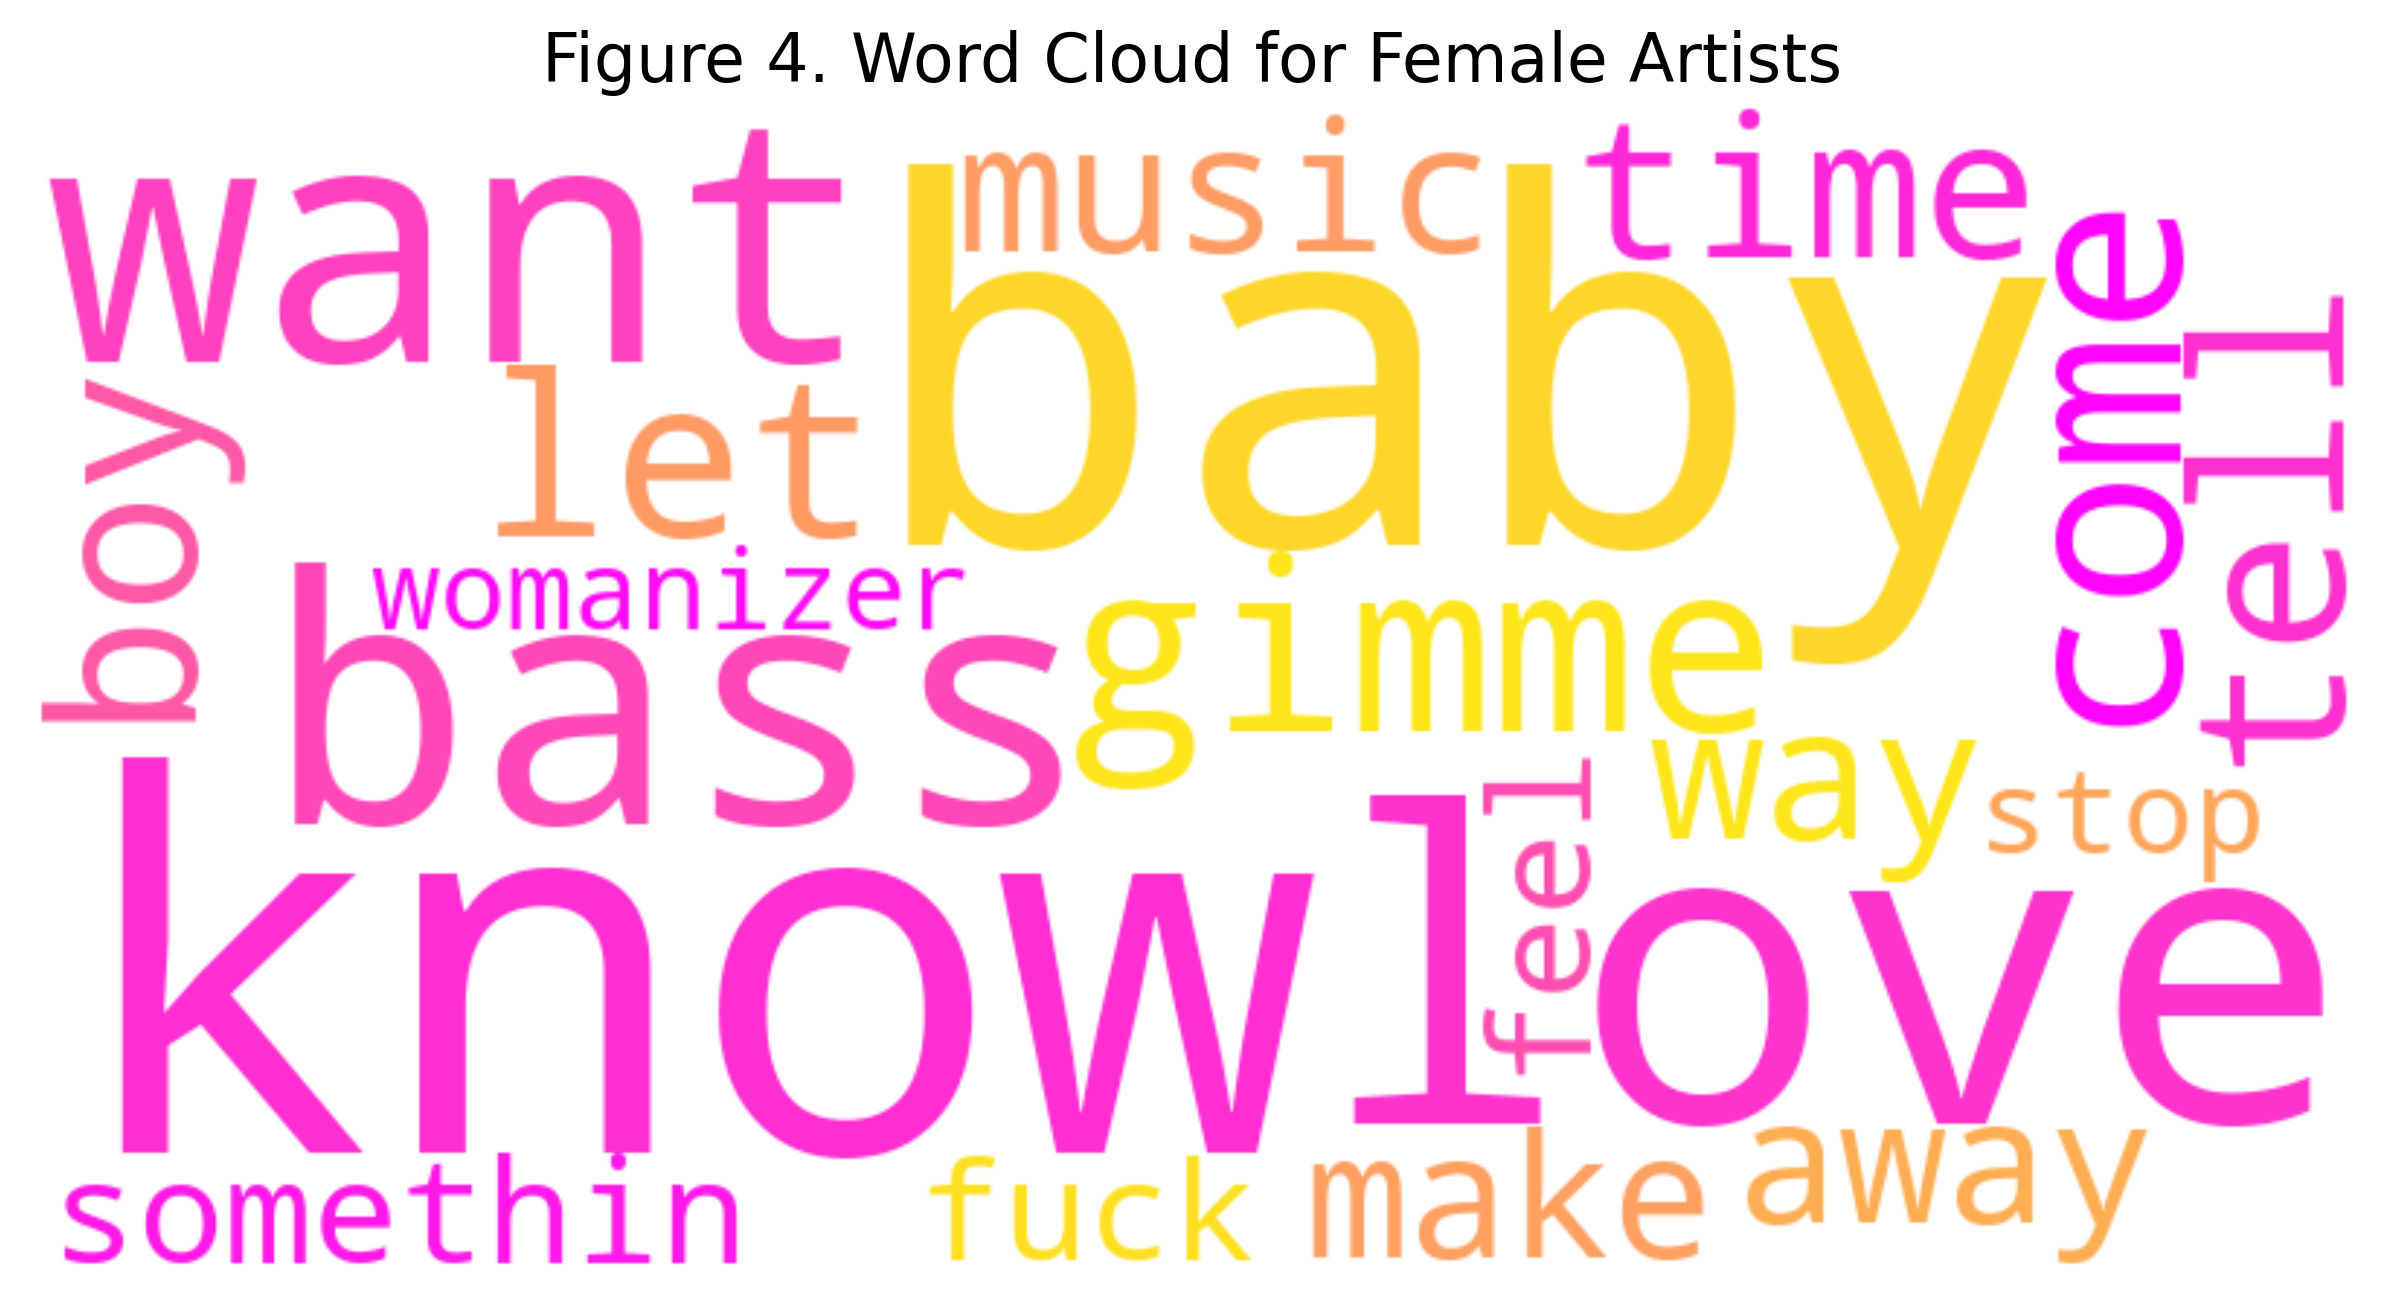 Figure 4. Word Cloud for Female Artists
want
music
time
baby
come
tell
let
boy
womanizer
bass
gimme
way
stop
feel
know
love
somethin
fuck
make
away